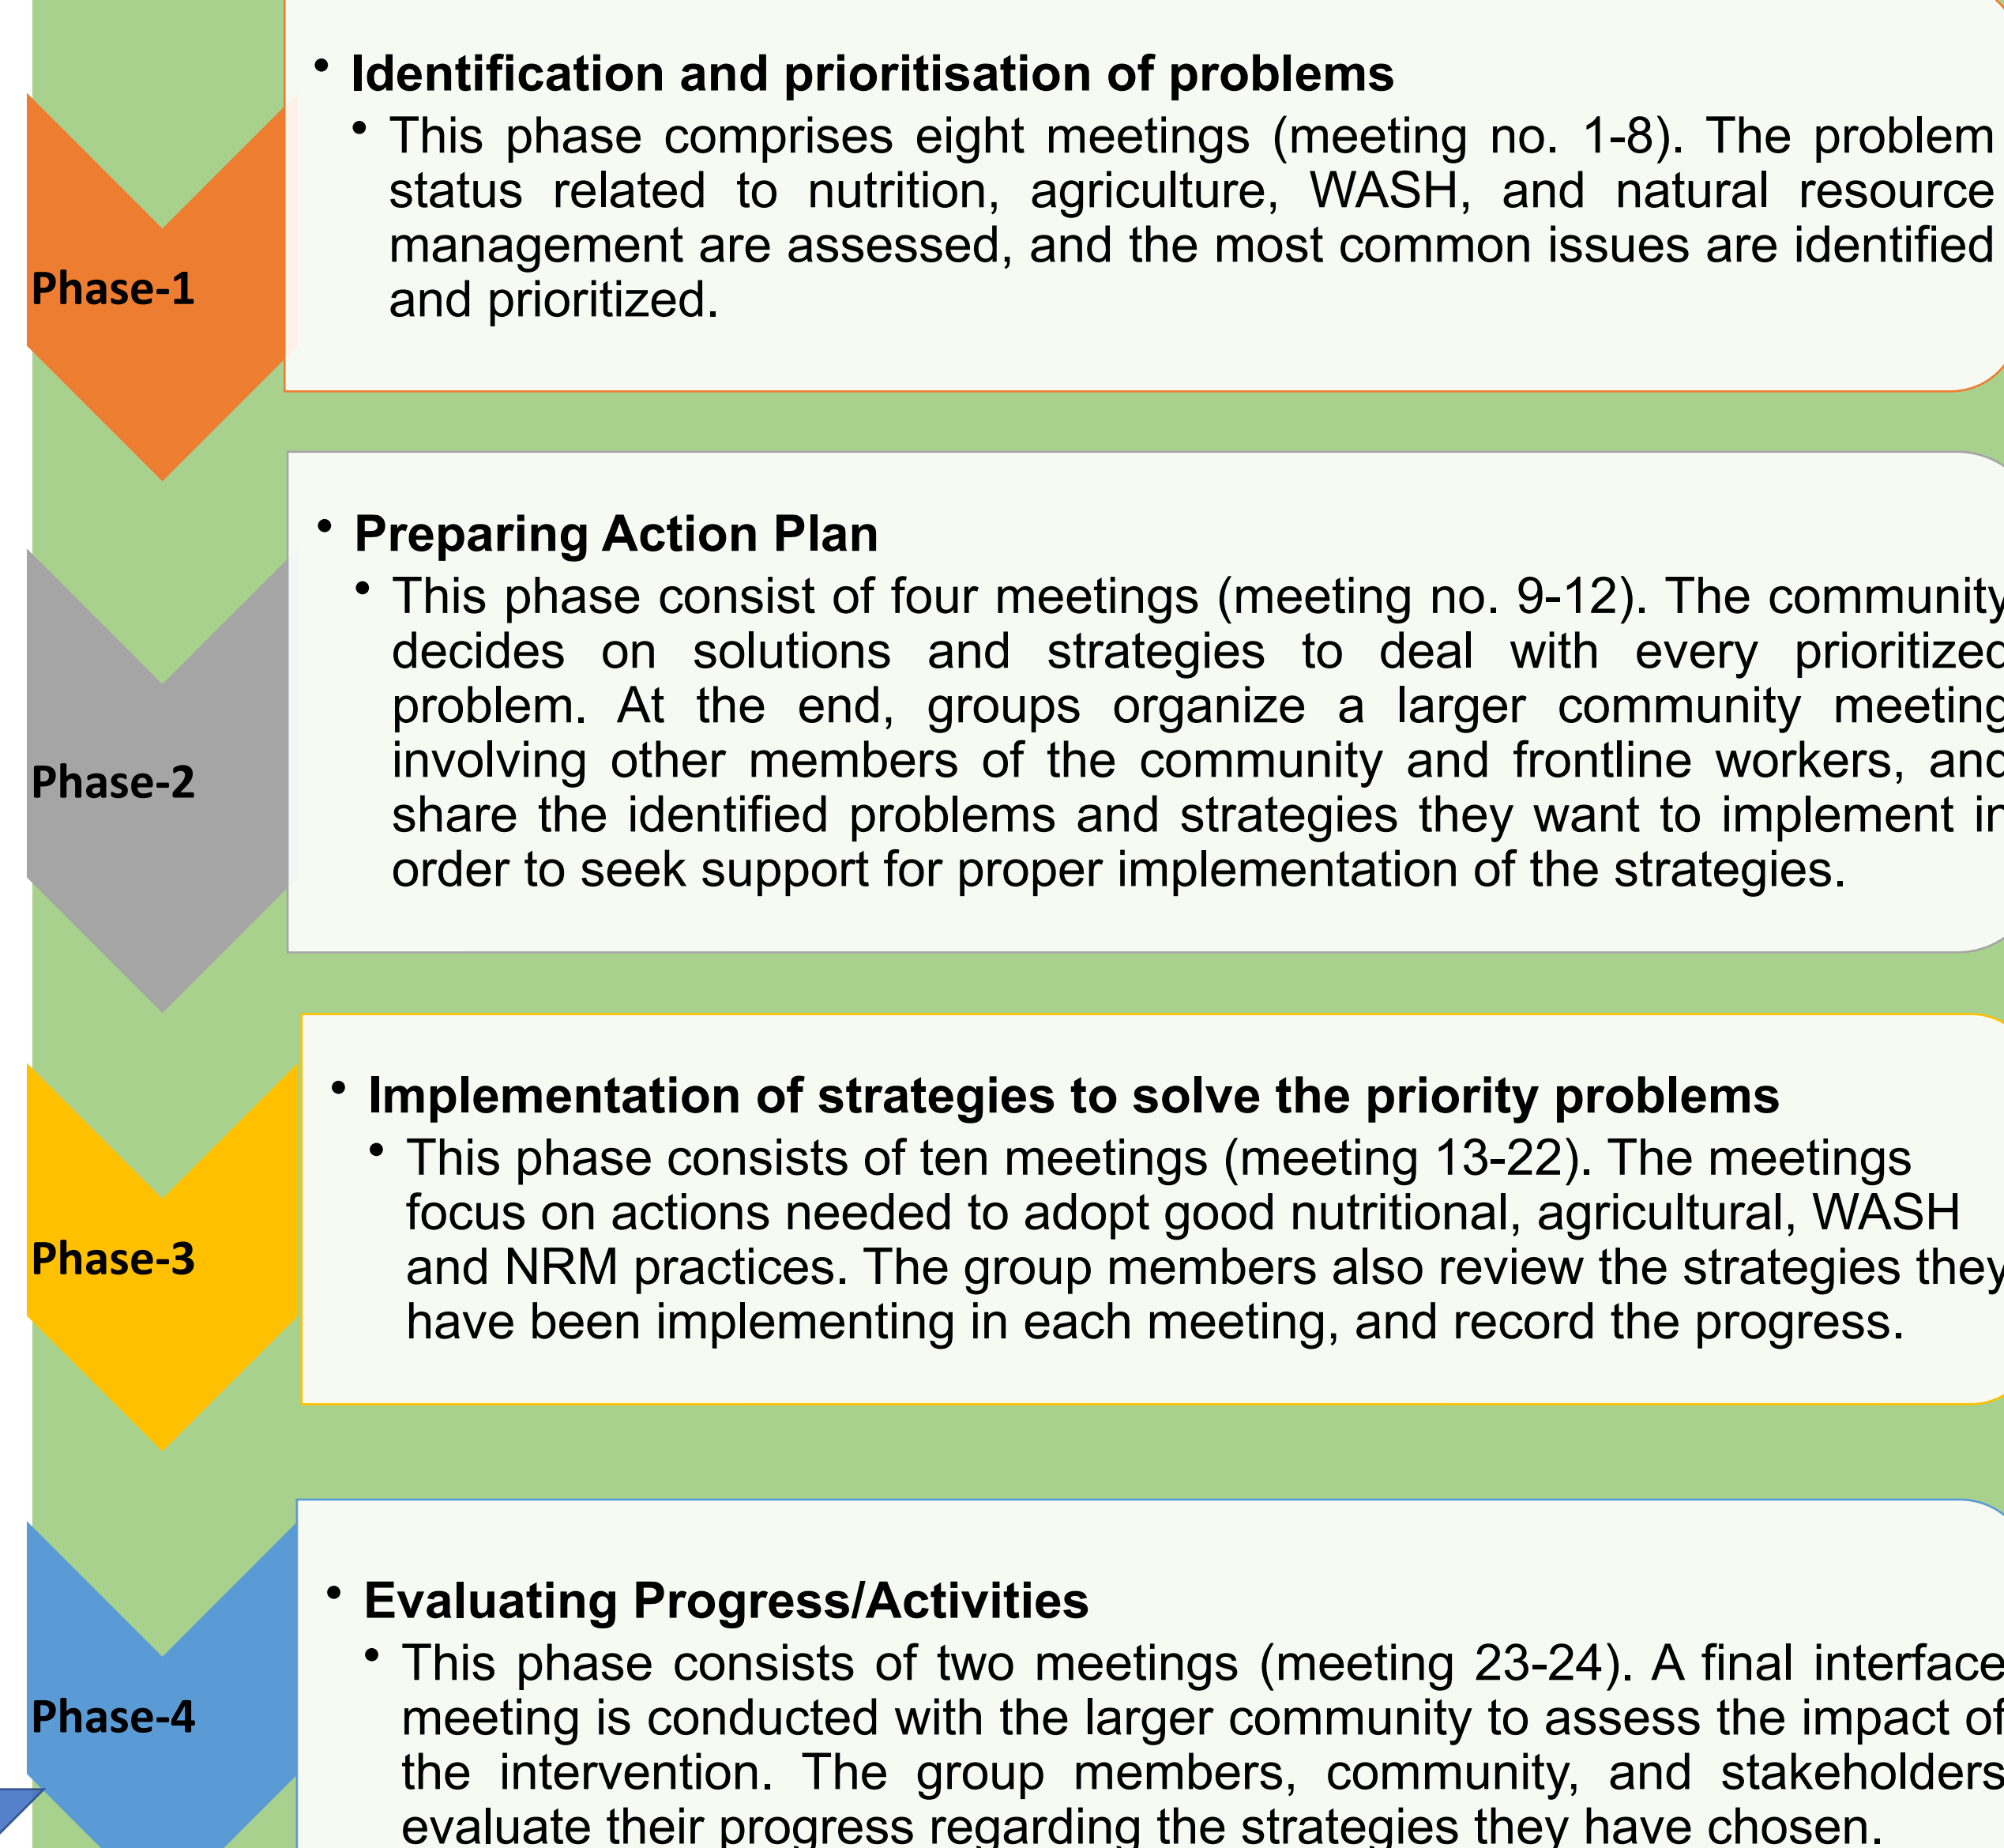 • Identification and prioritisation of problems
• This phase comprises eight meetings (meeting no. 1-8). The problem
status related to nutrition, agriculture, WASH, and natural resource
management are assessed, and the most common issues are identified
and prioritized.
Phase-1
• Preparing Action Plan
• This phase consist of four meetings (meeting no. 9-12). The community
decides on solutions and strategies to deal with every prioritized
problem. At the end, groups organize a larger community meeting
involving other members of the community and frontline workers, and
share the identified problems and strategies they want to implement in
order to seek support for proper implementation of the strategies.
Phase-2
• Implementation of strategies to solve the priority problems
• This phase consists of ten meetings (meeting 13-22). The meetings
focus on actions needed to adopt good nutritional, agricultural, WASH
and NRM practices. The group members also review the strategies they
have been implementing in each meeting, and record the progress.
Phase-3
• Evaluating Progress/Activities
• This phase consists of two meetings (meeting 23-24). A final interface
meeting is conducted with the larger community to assess the impact of
the intervention. The group members, community, and stakeholders
evaluate their progress regarding the strategies they have chosen.
Phase-4